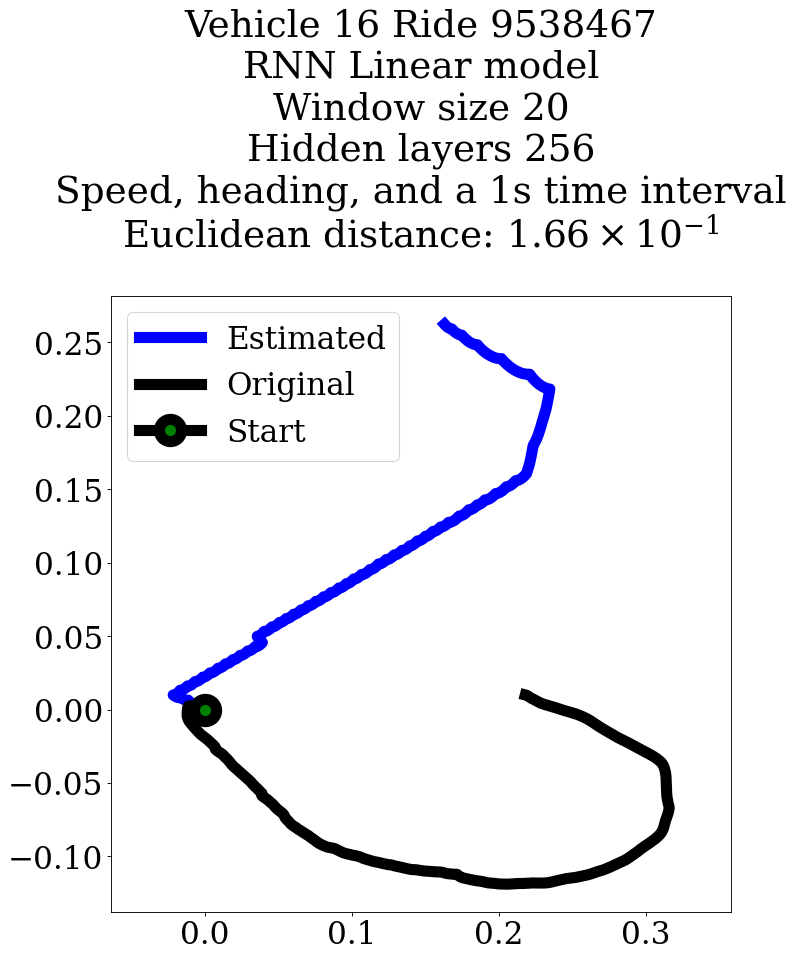 Vehicle 16 Ride 9538467
RNN Linear model
Window size 20
Hidden layers 256
Speed, heading, and a 1s time interval
Euclidean distance: 1.66 × 10⁻¹
Estimated
Original
Start
0.25
0.20
0.15
0.10
0.05
0.00
−0.05
−0.10
0.0 0.1 0.2 0.3